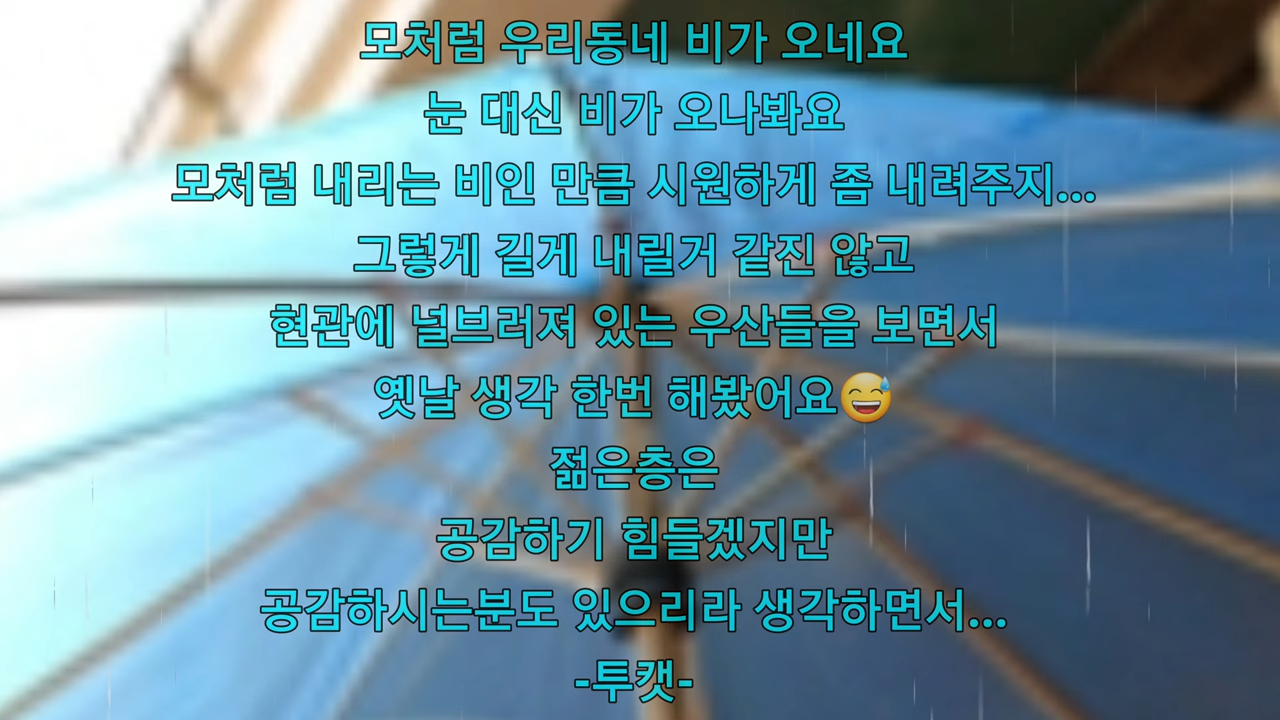 모처럼 우리동네 비가 오네요
눈 대신 비가 오나봐요
모처럼 내리는 비인 만큼 시원하게 좀 내려주지...
그렇게 길게 내릴거 같진 않고
현관에 널브러져 있는 우산들을 보면서
옛날 생각 한번 해봤어요😅
젊은층은
공감하기 힘들겠지만
공감하시는분도 있으리라 생각하면서...
-투캣-